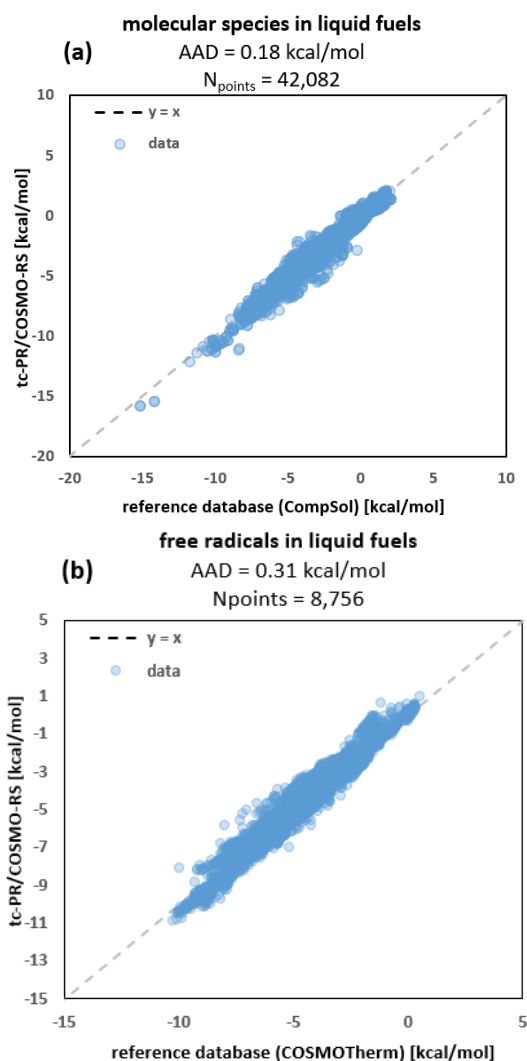 molecular species in liquid fuels
(a)
AAD = 0.18 kcal/mol
Npoints = 42,082
10
y = x
data
5
0
-5
-10
-15
-20
tc-PR/COSMO-RS [kcal/mol]
-20 -15 -10 -5 0 5 10
reference database (CompSol) [kcal/mol]
free radicals in liquid fuels
(b)
AAD = 0.31 kcal/mol
Npoints = 8,756
5
y = x
data
3
1
-1
-3
-5
-7
-9
-11
-13
-15
tc-PR/COSMO-RS [kcal/mol]
-15 -10 -5 0 5
reference database (COSMOTherm) [kcal/mol]